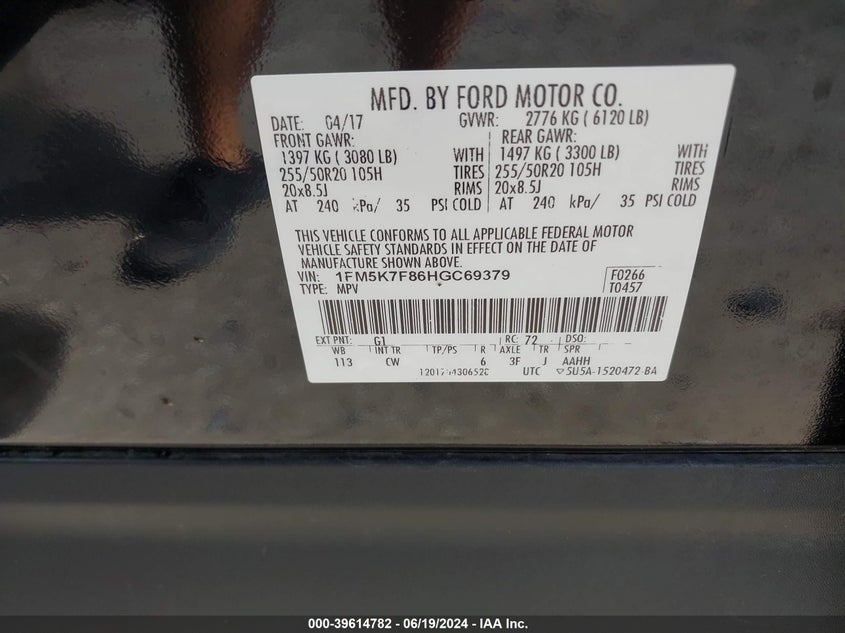 MFD. BY FORD MOTOR CO.
DATE: 04/17 GVWR: 2776 KG ( 6120 LB)
FRONT GAWR: REAR GAWR:
1397 KG ( 3080 LB) WITH 1497 KG ( 3300 LB) WITH
255/50R20 105H TIRES 255/50R20 105H TIRES
20x8.5J RIMS 20x8.5J RIMS
AT 240 kPa/ 35 PSI COLD AT 240 kPa/ 35 PSI COLD
THIS VEHICLE CONFORMS TO ALL APPLICABLE FEDERAL MOTOR
VEHICLE SAFETY STANDARDS IN EFFECT ON THE DATE OF
MANUFACTURE SHOWN ABOVE.
VIN: 1FM5K7F86HGC69379 F0266
TYPE: MPV T0457
EXT PNT: G1 RC: 72 DSO:
WB INT TR TP/PS R AXLE TR SPR
113 CW 6 3F J AAHH
UTC ▽5U5A-1520472-BA
000-39614782 - 06/19/2024 - IAA Inc.